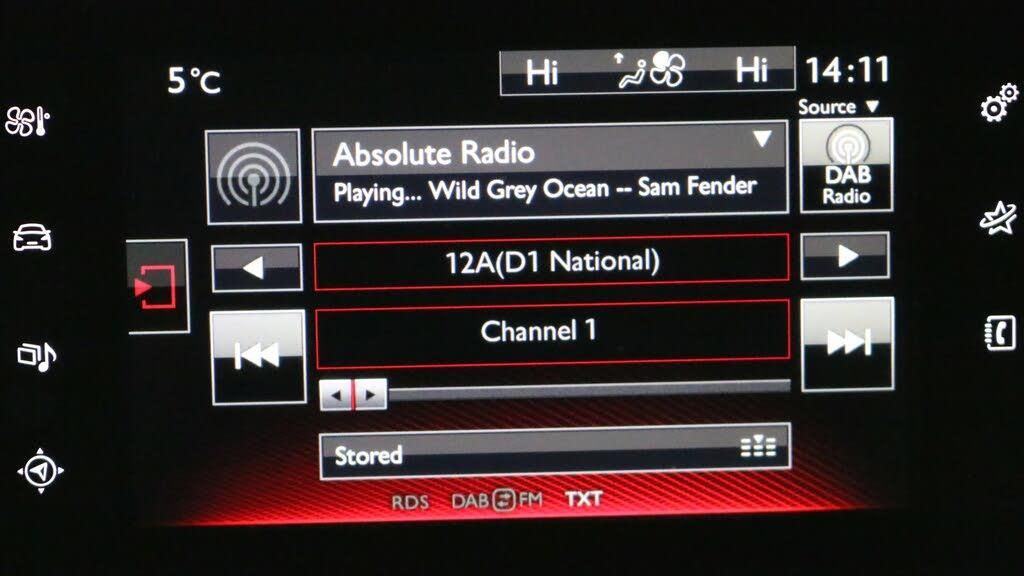 5°C
Hi Hi
14:11
Source
Absolute Radio
Playing... Wild Grey Ocean -- Sam Fender
DAB
Radio
12A(D1 National)
Channel 1
Stored
RDS DAB FM TXT